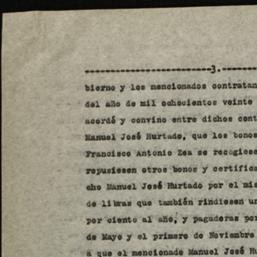 ---------------------3.--------
bierno y los mencionados contratan
del año de mil ochocientos veinte
acordó y convino entre dichos cont
Manuel José Hurtado, que los bonos
Francisco Antonio Zea se recogiese
repusiesen otros bonos y certifica
cho Manuel José Hurtado por el mis
de libras que también rindiesen un
por ciento al año, y pagaderas por
de Mayo y el primero de Noviembre
a que el mencionado Manuel José Hu